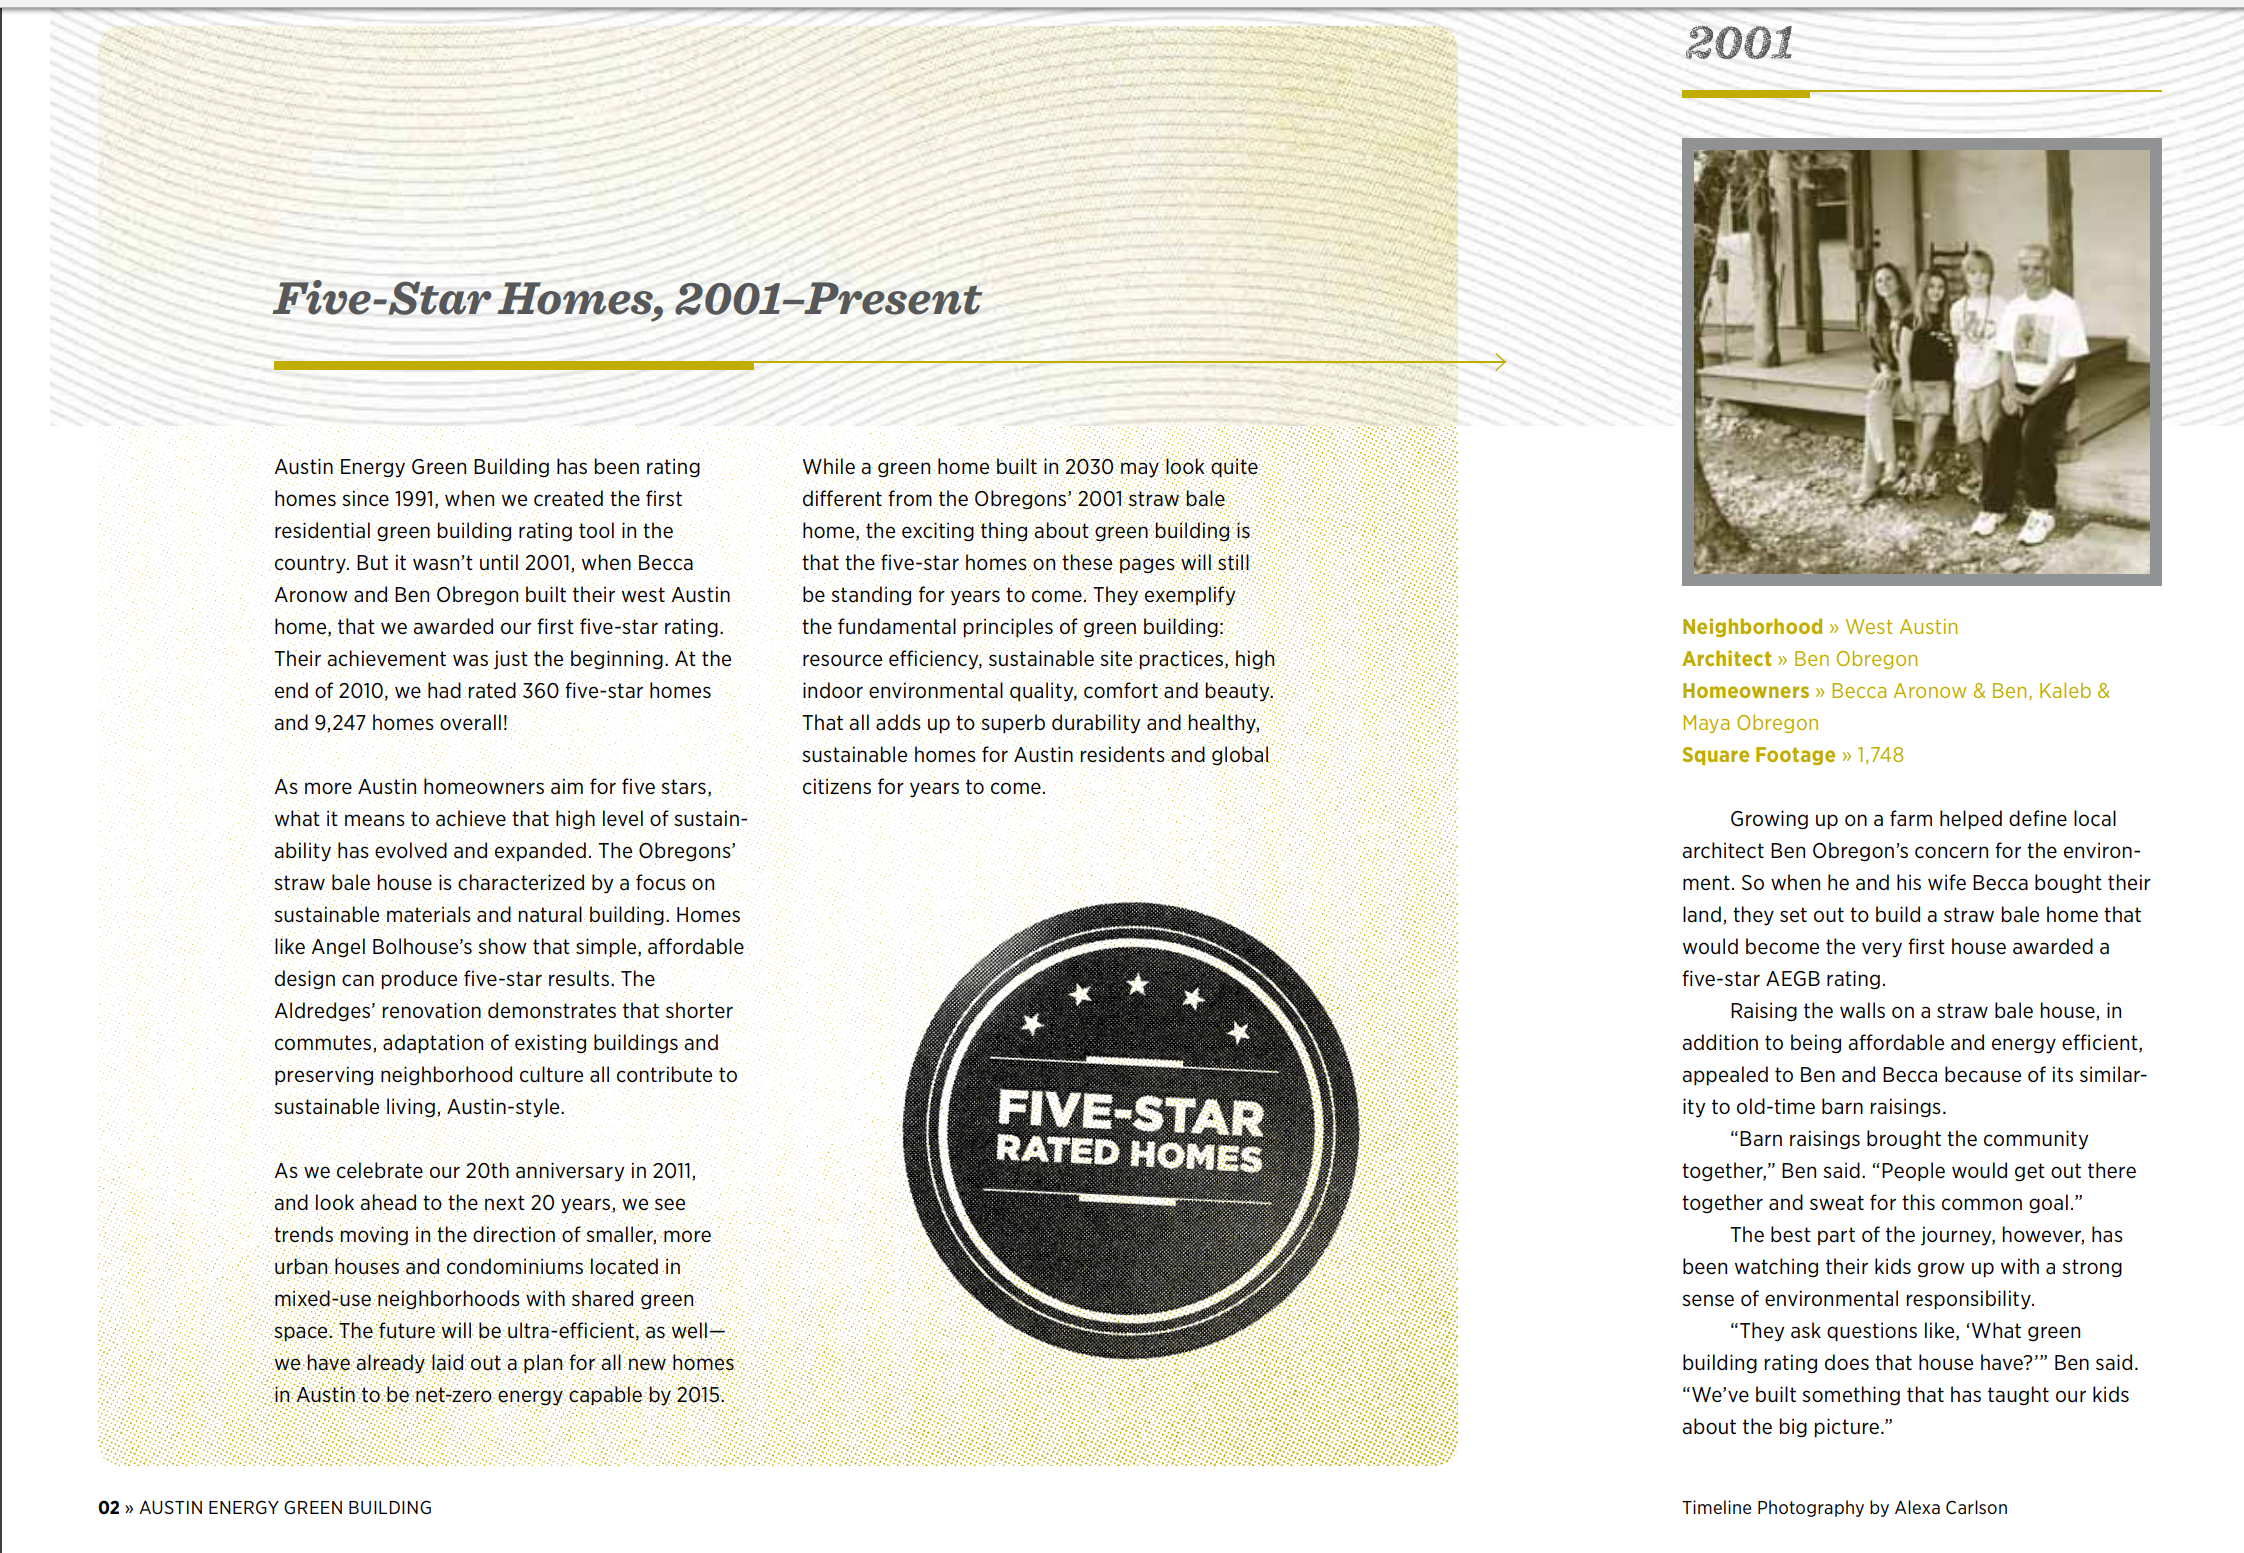 Five-Star Homes, 2001–Present
Austin Energy Green Building has been rating
homes since 1991, when we created the first
residential green building rating tool in the
country. But it wasn’t until 2001, when Becca
Aronow and Ben Obregon built their west Austin
home, that we awarded our first five-star rating.
Their achievement was just the beginning. At the
end of 2010, we had rated 360 five-star homes
and 9,247 homes overall!
As more Austin homeowners aim for five stars,
what it means to achieve that high level of sustain-
ability has evolved and expanded. The Obregons’
straw bale house is characterized by a focus on
sustainable materials and natural building. Homes
like Angel Bolhouse’s show that simple, affordable
design can produce five-star results. The
Aldredges’ renovation demonstrates that shorter
commutes, adaptation of existing buildings and
preserving neighborhood culture all contribute to
sustainable living, Austin-style.
As we celebrate our 20th anniversary in 2011,
and look ahead to the next 20 years, we see
trends moving in the direction of smaller, more
urban houses and condominiums located in
mixed-use neighborhoods with shared green
space. The future will be ultra-efficient, as well—
we have already laid out a plan for all new homes
in Austin to be net-zero energy capable by 2015.
While a green home built in 2030 may look quite
different from the Obregons’ 2001 straw bale
home, the exciting thing about green building is
that the five-star homes on these pages will still
be standing for years to come. They exemplify
the fundamental principles of green building:
resource efficiency, sustainable site practices, high
indoor environmental quality, comfort and beauty.
That all adds up to superb durability and healthy,
sustainable homes for Austin residents and global
citizens for years to come.
FIVE-STAR
RATED HOMES
2001
Neighborhood » West Austin
Architect » Ben Obregon
Homeowners » Becca Aronow & Ben, Kaleb &
Maya Obregon
Square Footage » 1,748
Growing up on a farm helped define local
architect Ben Obregon’s concern for the environ-
ment. So when he and his wife Becca bought their
land, they set out to build a straw bale home that
would become the very first house awarded a
five-star AEGB rating.
Raising the walls on a straw bale house, in
addition to being affordable and energy efficient,
appealed to Ben and Becca because of its similar-
ity to old-time barn raisings.
“Barn raisings brought the community
together,” Ben said. “People would get out there
together and sweat for this common goal.”
The best part of the journey, however, has
been watching their kids grow up with a strong
sense of environmental responsibility.
“They ask questions like, ‘What green
building rating does that house have?’” Ben said.
“We’ve built something that has taught our kids
about the big picture.”
02 » AUSTIN ENERGY GREEN BUILDING
Timeline Photography by Alexa Carlson